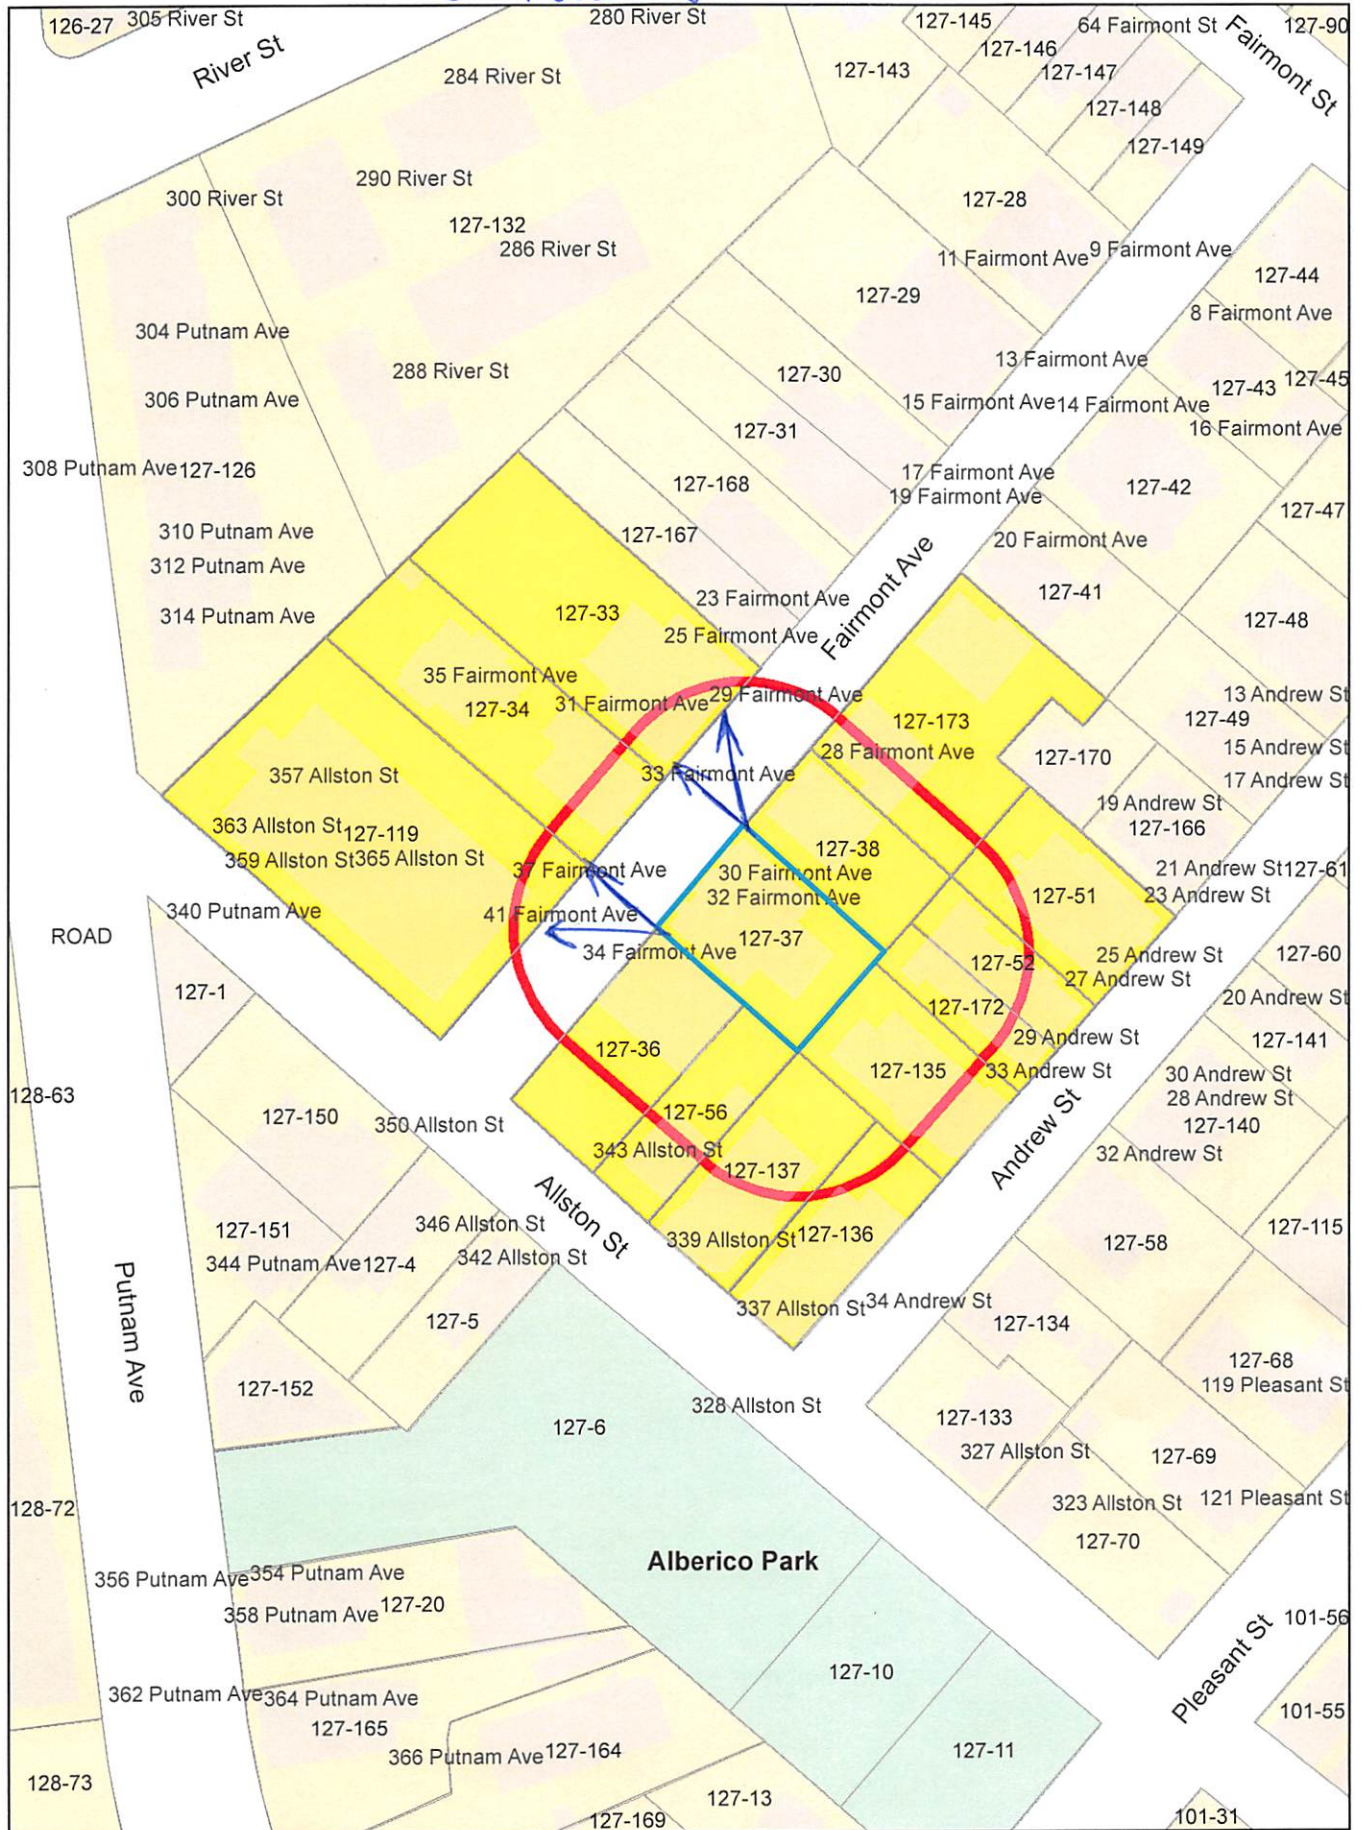 126-27
305 River St
280 River St
127-145
64 Fairmont St
127-90
River St
Fairmont St
127-146
284 River St
127-143
127-147
127-148
127-149
290 River St
300 River St
127-28
127-132
286 River St
11 Fairmont Ave
9 Fairmont Ave
127-44
127-29
8 Fairmont Ave
304 Putnam Ave
13 Fairmont Ave
288 River St
127-30
127-43
127-45
306 Putnam Ave
15 Fairmont Ave
14 Fairmont Ave
127-31
16 Fairmont Ave
308 Putnam Ave
127-126
17 Fairmont Ave
127-168
127-42
19 Fairmont Ave
127-47
310 Putnam Ave
127-167
20 Fairmont Ave
312 Putnam Ave
Fairmont Ave
127-41
23 Fairmont Ave
127-33
314 Putnam Ave
127-48
25 Fairmont Ave
35 Fairmont Ave
29 Fairmont Ave
13 Andrew St
31 Fairmont Ave
127-34
127-173
127-49
28 Fairmont Ave
15 Andrew St
127-170
357 Allston St
33 Fairmont Ave
17 Andrew St
19 Andrew St
363 Allston St
127-119
127-166
127-38
359 Allston St
365 Allston St
37 Fairmont Ave
30 Fairmont Ave
21 Andrew St
127-61
32 Fairmont Ave
127-51
23 Andrew St
340 Putnam Ave
41 Fairmont Ave
ROAD
127-37
34 Fairmont Ave
25 Andrew St
127-60
127-52
27 Andrew St
127-1
20 Andrew St
127-172
29 Andrew St
127-141
127-36
127-135
33 Andrew St
30 Andrew St
128-63
28 Andrew St
127-150
350 Allston St
127-56
127-140
Andrew St
343 Allston St
32 Andrew St
127-137
Allston St
127-151
346 Allston St
127-115
339 Allston St
127-136
127-58
344 Putnam Ave
127-4
342 Allston St
337 Allston St
34 Andrew St
Putnam Ave
127-5
127-134
127-68
127-152
119 Pleasant St
328 Allston St
127-133
127-6
327 Allston St
127-69
121 Pleasant St
323 Allston St
128-72
127-70
Alberico Park
356 Putnam Ave
354 Putnam Ave
127-20
358 Putnam Ave
101-56
Pleasant St
127-10
362 Putnam Ave
364 Putnam Ave
101-55
127-165
366 Putnam Ave
127-164
127-11
128-73
127-13
127-169
101-31